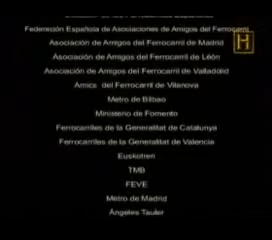 Federación Española de Asociaciones de Amigos del Ferrocarril
Asociación de Amigos del Ferrocarril de Madrid
H
Asociación de Amigos del Ferrocarril de León
Asociación de Amigos del Ferrocarril de Valladolid
Amics del Ferrocarril de Vilanova
Metro de Bilbao
Ministerio de Fomento
Ferrocarriles de la Generalitat de Catalunya
Ferrocarriles de la Generalitat de Valencia
Euskotren
TMB
FEVE
Metro de Madrid
Ángeles Tauler